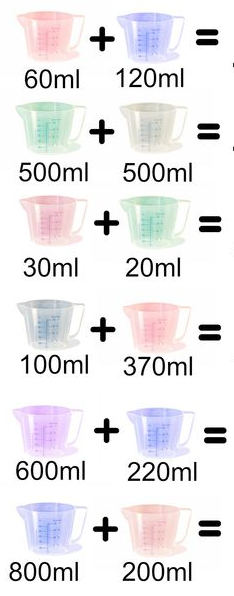 + =
60ml 120ml
+ =
500ml 500ml
+ =
30ml 20ml
+ =
100ml 370ml
+ =
600ml 220ml
+ =
800ml 200ml